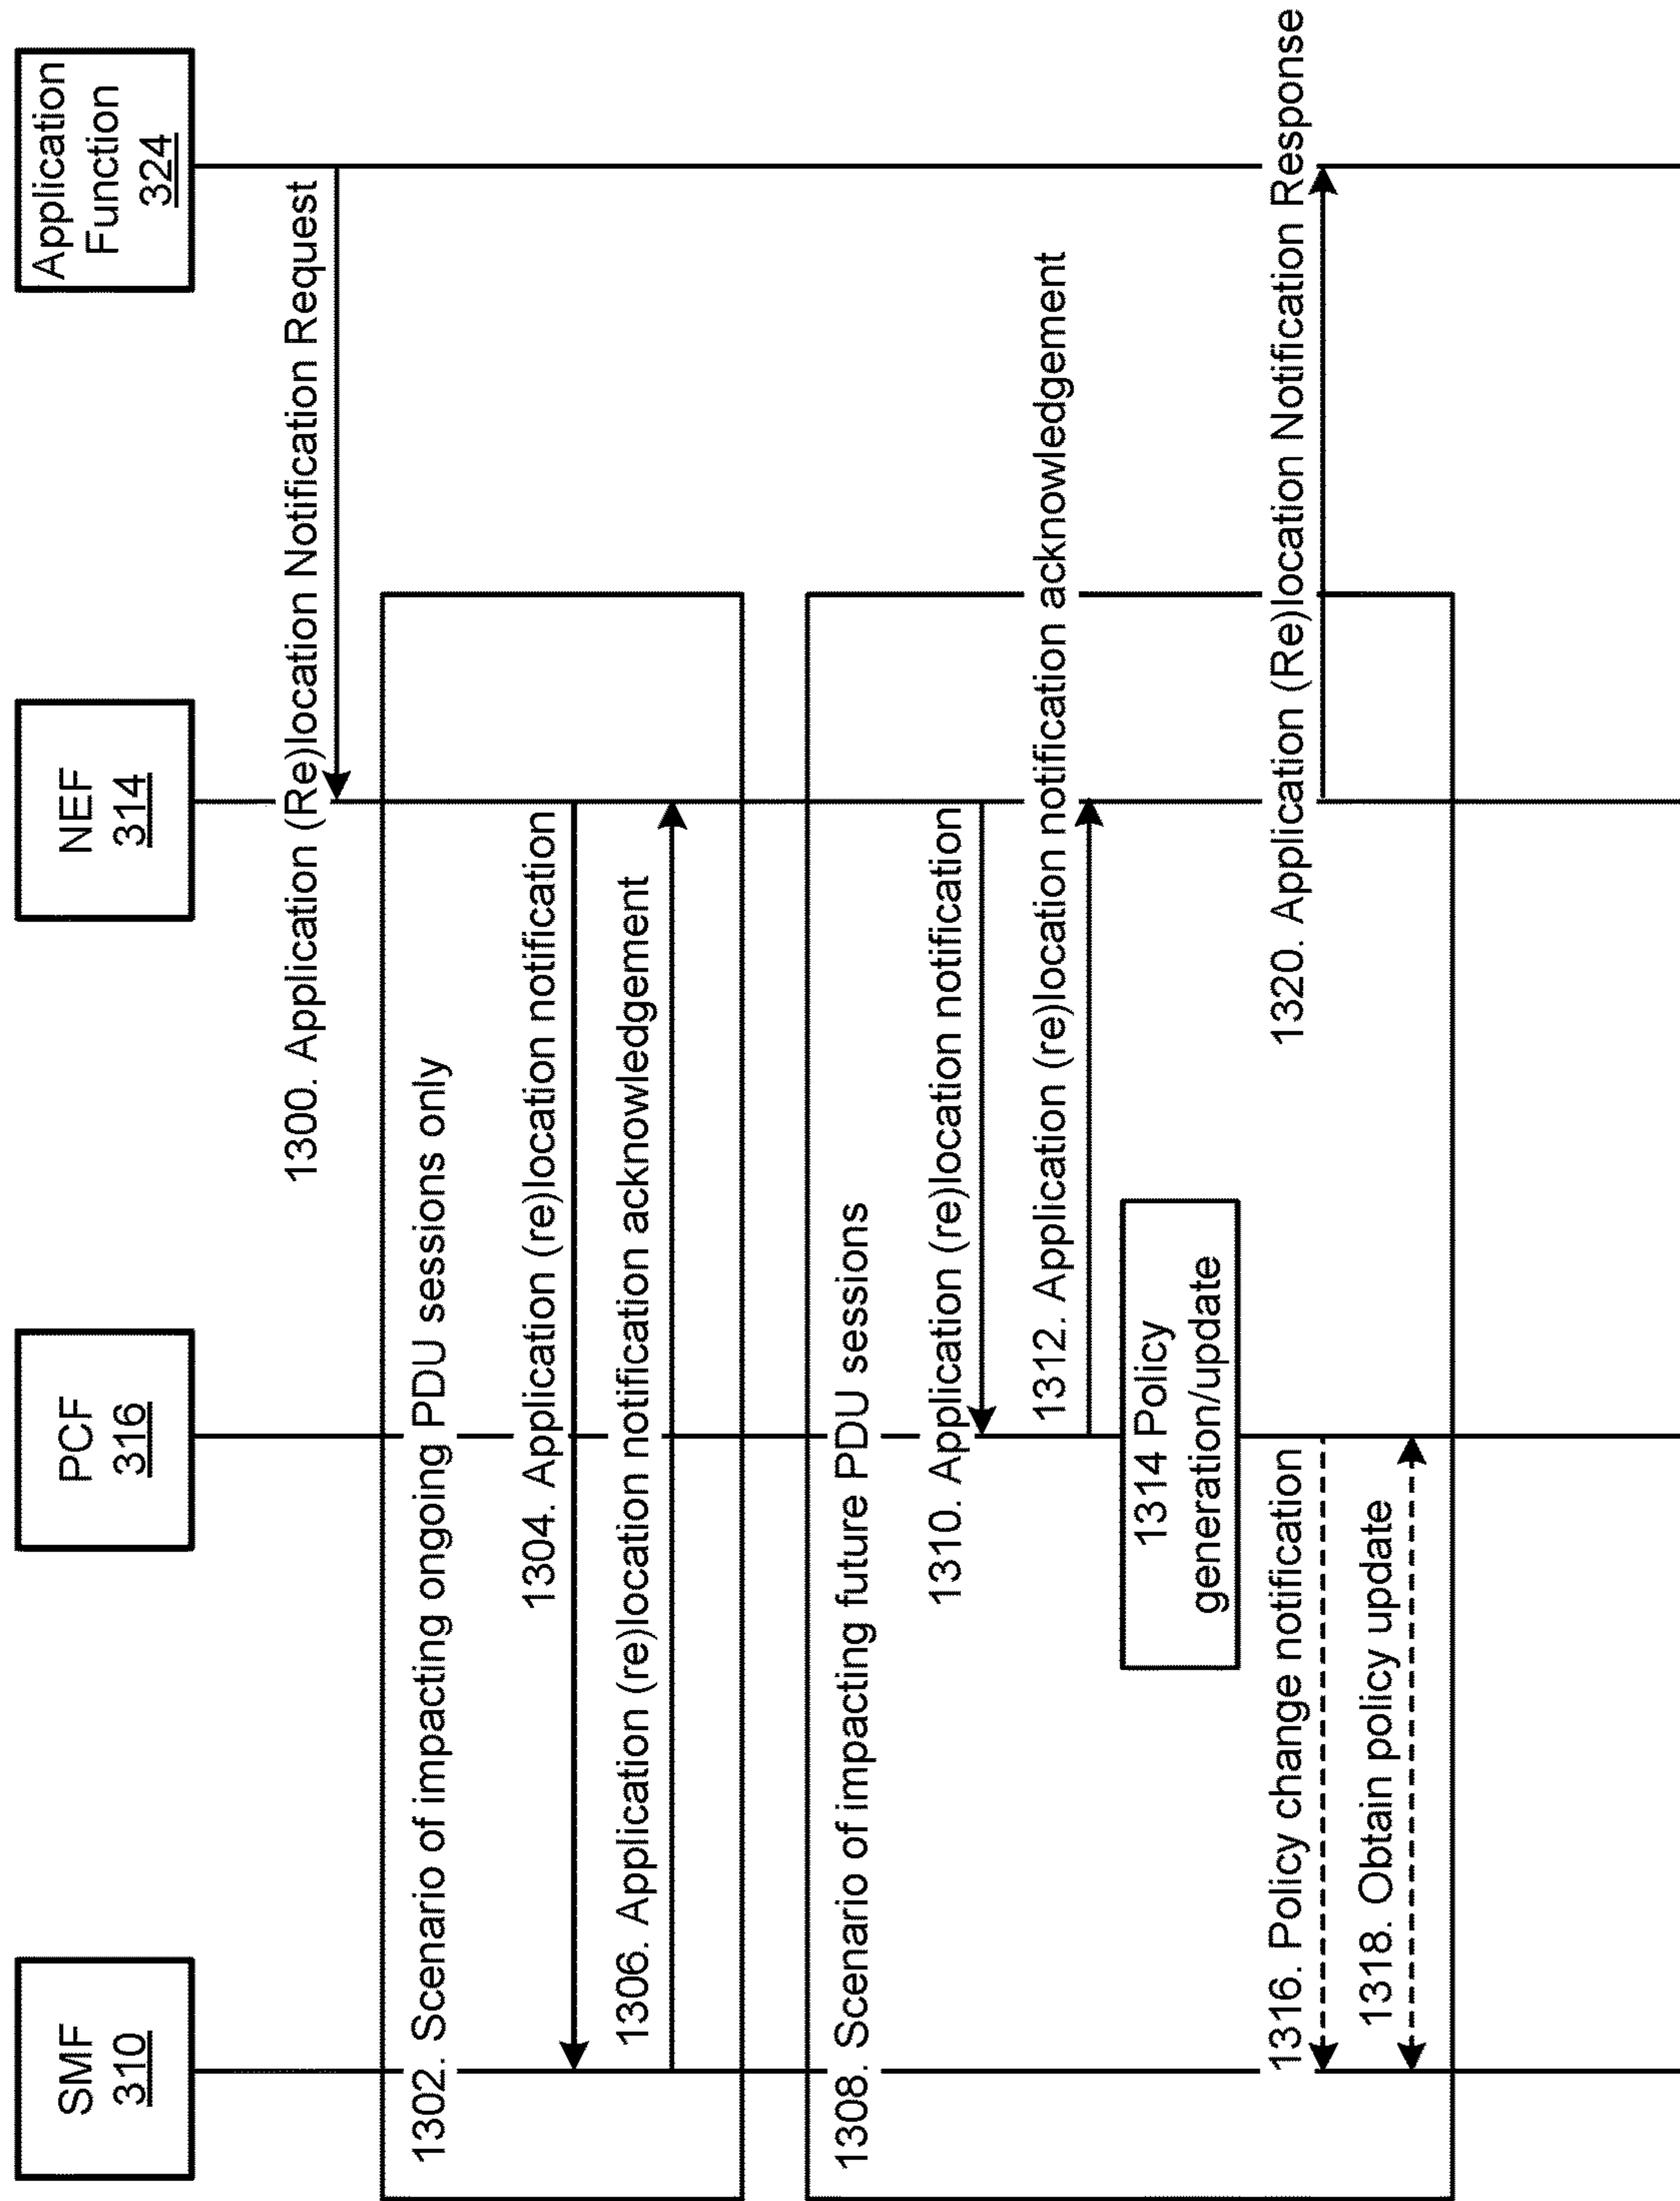 SMF
310
PCF
316
NEF
314
Application
Function
324
1300. Application (Re)location Notification Request
1302. Scenario of impacting ongoing PDU sessions only
1304. Application (re)location notification
1306. Application (re)location notification acknowledgement
1308. Scenario of impacting future PDU sessions
1310. Application (re)location notification
1312. Application (re)location notification acknowledgement
1314 Policy
generation/update
1316. Policy change notification
1320. Application (Re)location Notification Response
1318. Obtain policy update